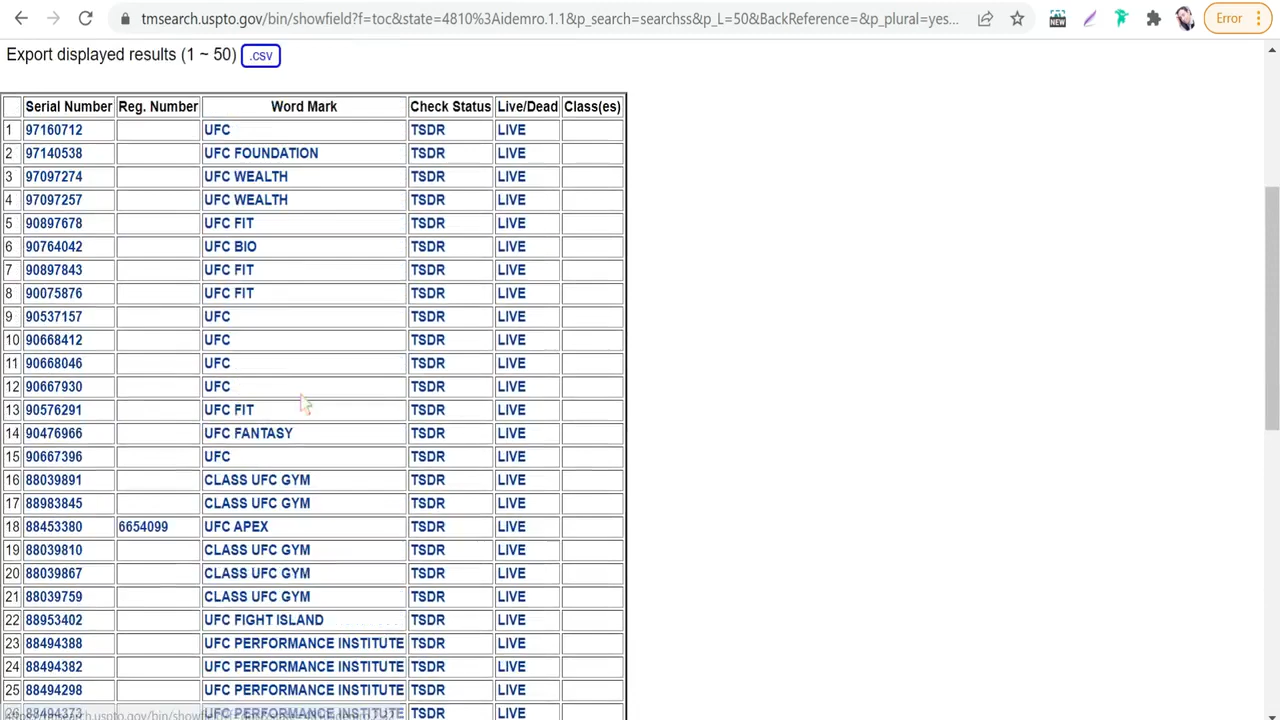 tmsearch.uspto.gov/bin/showfield?f=toc&state=4810%3Aidemro.1.1&p_search=searchss&p_L=50&BackReference=&p_plural=yes... NEW Error
Export displayed results (1 ~ 50) .csv
Serial Number Reg. Number Word Mark Check Status Live/Dead Class(es)
1 97160712 UFC TSDR LIVE
2 97140538 UFC FOUNDATION TSDR LIVE
3 97097274 UFC WEALTH TSDR LIVE
4 97097257 UFC WEALTH TSDR LIVE
5 90897678 UFC FIT TSDR LIVE
6 90764042 UFC BIO TSDR LIVE
7 90897843 UFC FIT TSDR LIVE
8 90075876 UFC FIT TSDR LIVE
9 90537157 UFC TSDR LIVE
10 90668412 UFC TSDR LIVE
11 90668046 UFC TSDR LIVE
12 90667930 UFC TSDR LIVE
13 90576291 UFC FIT TSDR LIVE
14 90476966 UFC FANTASY TSDR LIVE
15 90667396 UFC TSDR LIVE
16 88039891 CLASS UFC GYM TSDR LIVE
17 88983845 CLASS UFC GYM TSDR LIVE
18 88453380 6654099 UFC APEX TSDR LIVE
19 88039810 CLASS UFC GYM TSDR LIVE
20 88039867 CLASS UFC GYM TSDR LIVE
21 88039759 CLASS UFC GYM TSDR LIVE
22 88953402 UFC FIGHT ISLAND TSDR LIVE
23 88494388 UFC PERFORMANCE INSTITUTE TSDR LIVE
24 88494382 UFC PERFORMANCE INSTITUTE TSDR LIVE
25 88494298 UFC PERFORMANCE INSTITUTE TSDR LIVE
UFC PERFORMANCE INSTITUTE TSDR LIVE